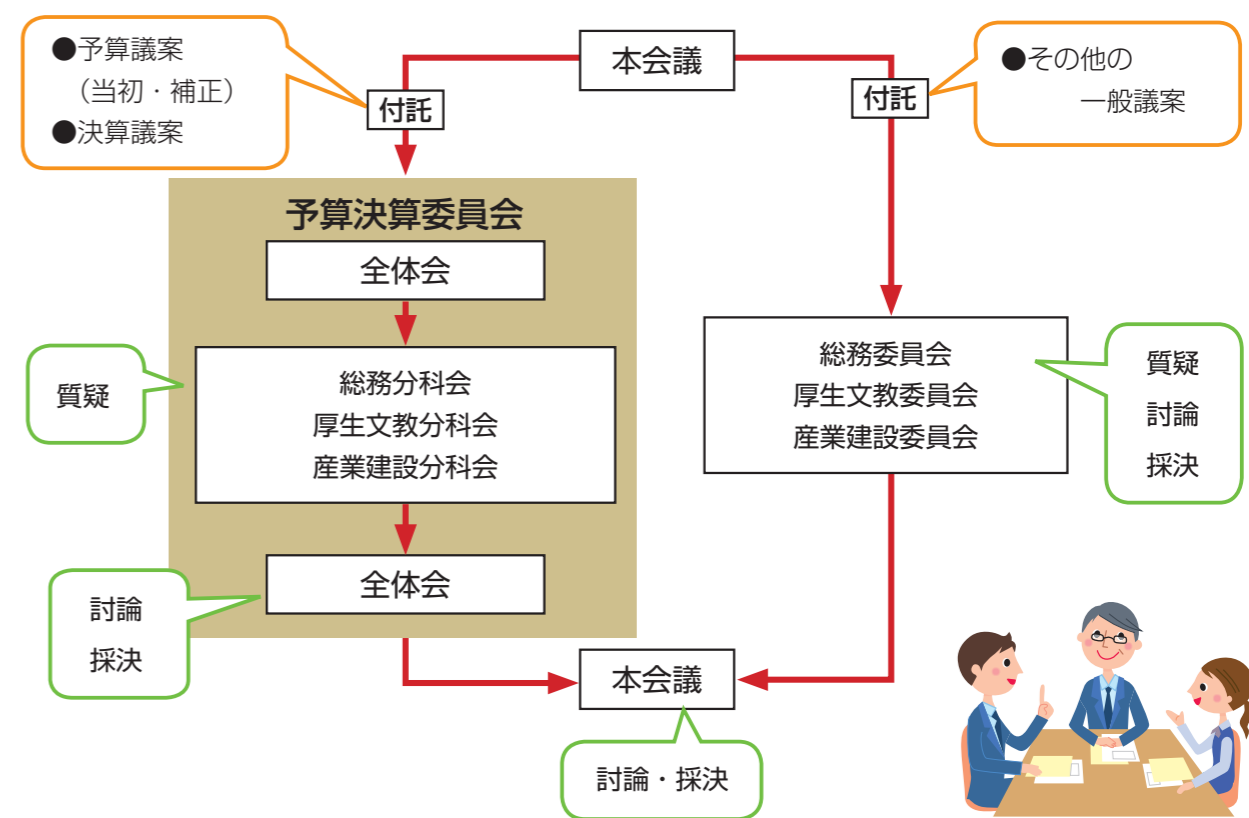 本会議
●予算議案
（当初・補正）
●決算議案
付託
予算決算委員会
全体会
質疑
総務分科会
厚生文教分科会
産業建設分科会
全体会
討論
採決
●その他の
一般議案
付託
総務委員会
厚生文教委員会
産業建設委員会
質疑
討論
採決
本会議
討論・採決